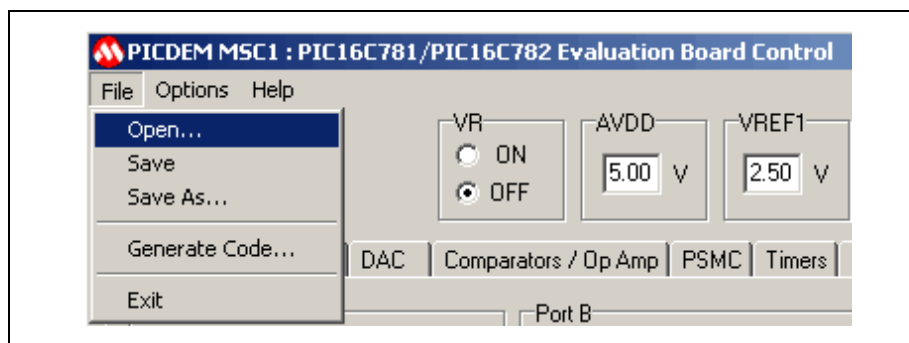 PICDEM MSC1 : PIC16C781/PIC16C782 Evaluation Board Control
File Options Help
Open...
Save
Save As...
Generate Code...
Exit
VR
ON
OFF
AVDD
5.00 V
VREF1
2.50 V
DAC Comparators / Op Amp PSMC Timers
Port B